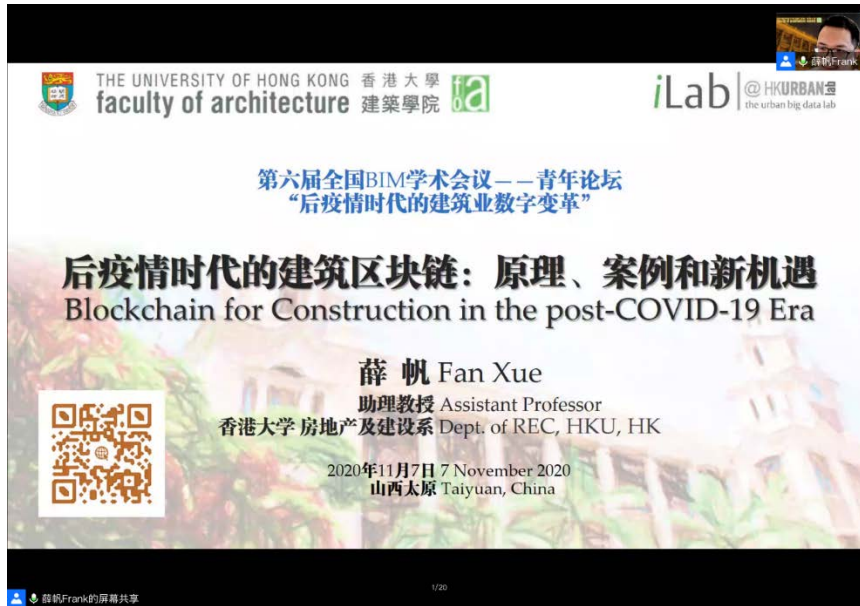 薛帆Frank
THE UNIVERSITY OF HONG KONG 香港大學
faculty of architecture 建築學院
iLab @ HKURBANlab
the urban big data lab
第六届全国BIM学术会议——青年论坛
“后疫情时代的建筑业数字变革”
后疫情时代的建筑区块链：原理、案例和新机遇
Blockchain for Construction in the post-COVID-19 Era
薛 帆 Fan Xue
助理教授 Assistant Professor
香港大学 房地产及建设系 Dept. of REC, HKU, HK
2020年11月7日 7 November 2020
山西太原 Taiyuan, China
1/20
薛帆Frank的屏幕共享